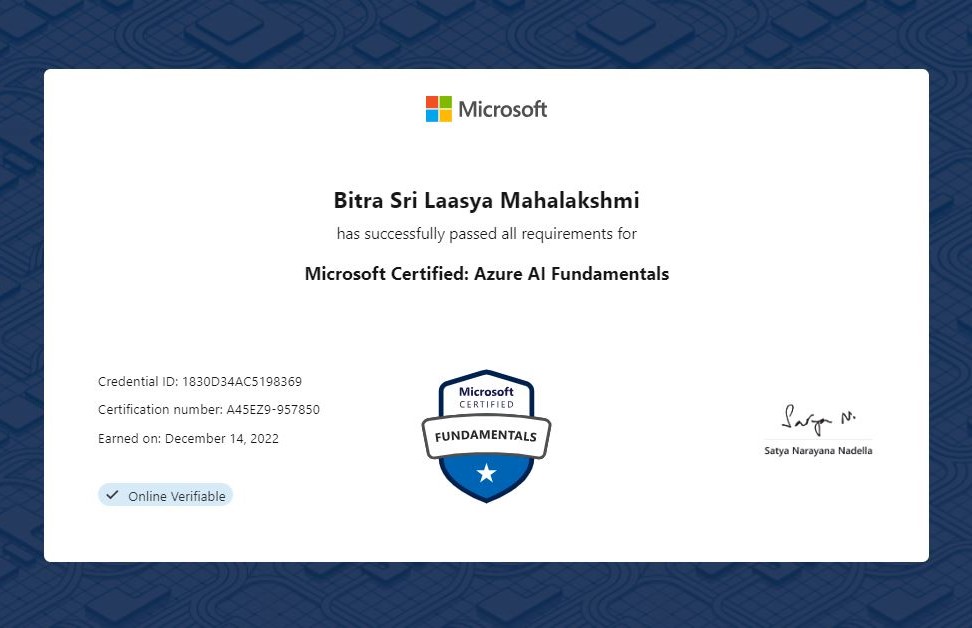 Microsoft
Bitra Sri Laasya Mahalakshmi
has successfully passed all requirements for
Microsoft Certified: Azure AI Fundamentals
Credential ID: 1830D34AC5198369
Certification number: A45EZ9-957850
Earned on: December 14, 2022
Online Verifiable
Microsoft
CERTIFIED
FUNDAMENTALS
Satya N.
Satya Narayana Nadella